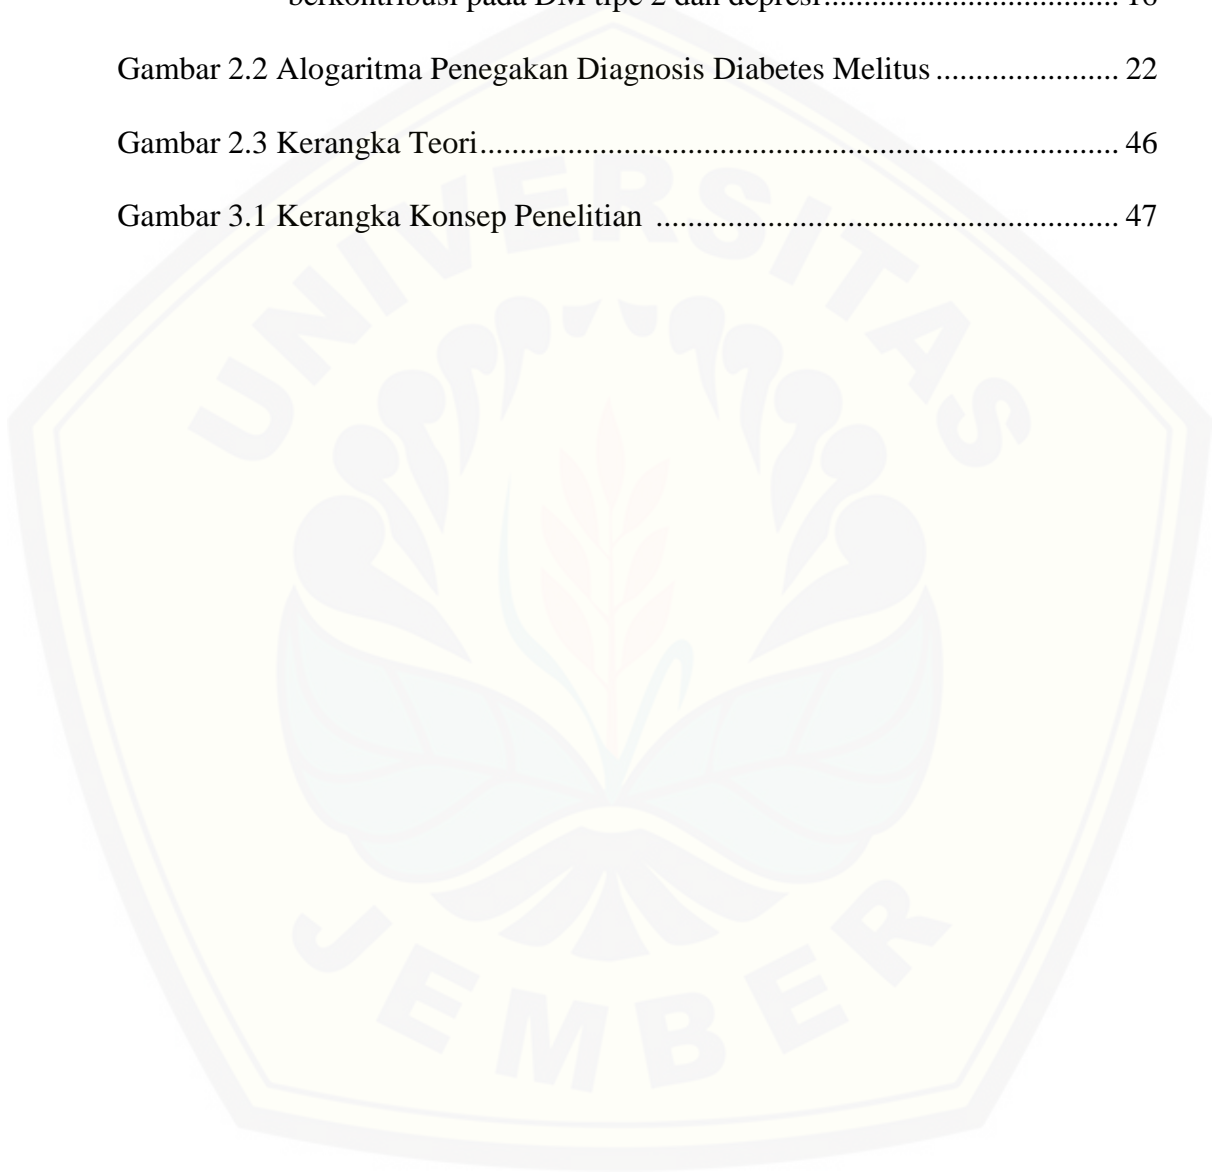 berkontribusi pada DM tipe 2 dan depresi.................................... 16
Gambar 2.2 Alogaritma Penegakan Diagnosis Diabetes Melitus ....................... 22
Gambar 2.3 Kerangka Teori................................................................................ 46
Gambar 3.1 Kerangka Konsep Penelitian .......................................................... 47
UNIVERSITAS
JEMBER